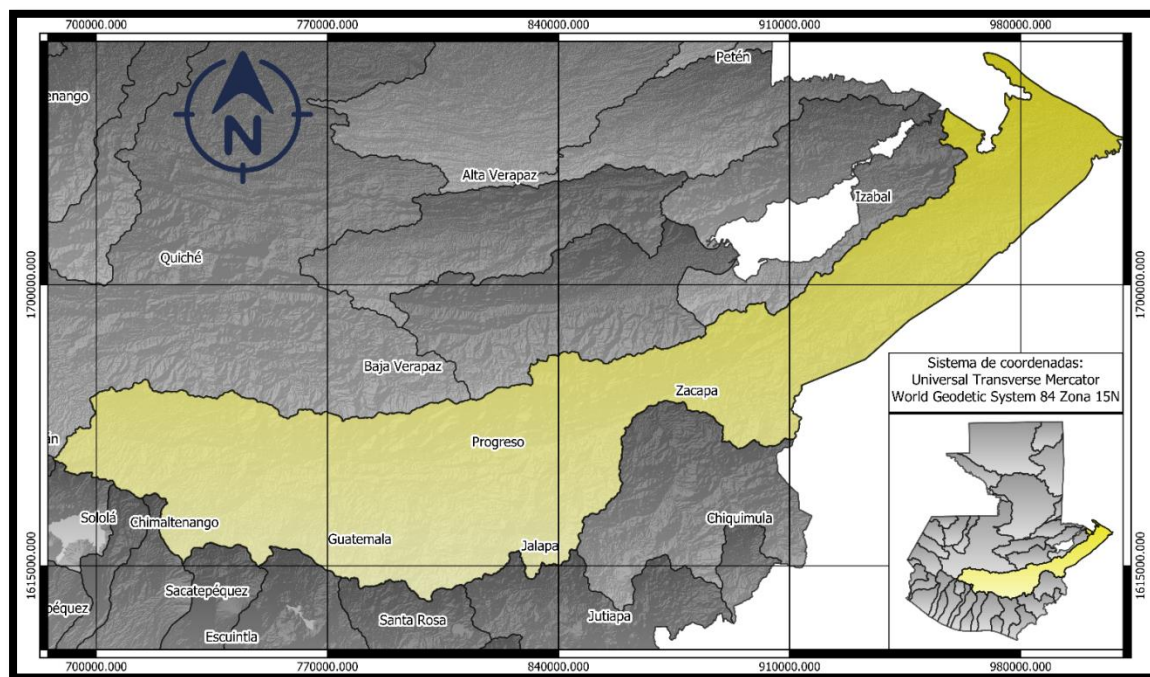 700000.000 770000.000 840000.000 910000.000 980000.000
Petén
enango
N
Alta Verapaz
Izabal
Quiché
1700000.000 1700000.000
Baja Verapaz
Sistema de coordenadas:
Universal Transverse Mercator
World Geodetic System 84 Zona 15N
Zacapa
án
Progreso
Sololá
Chimaltenango
Chiquimula
Guatemala
Jalapa
1615000.000 1615000.000
Sacatepéquez
péquez
Santa Rosa
Jutiapa
Escuintla
700000.000 770000.000 840000.000 910000.000 980000.000